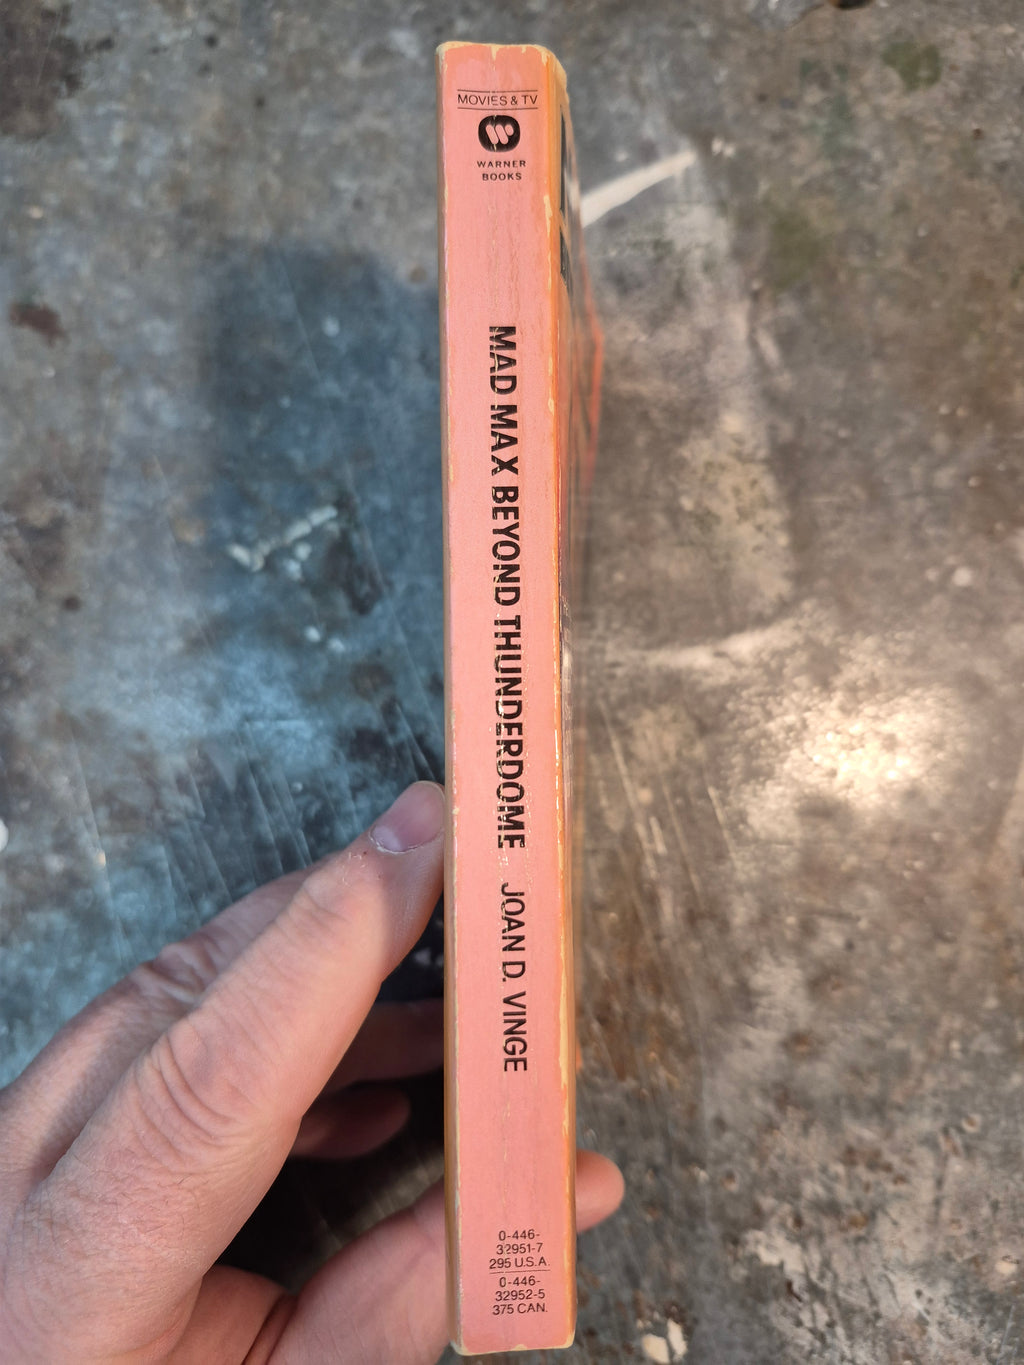 MOVIES & TV
WARNER
BOOKS
MAD MAX BEYOND THUNDERDOME JOAN D. VINGE
0-446-
32951-7
295 U.S.A.
0-446-
32952-5
375 CAN.